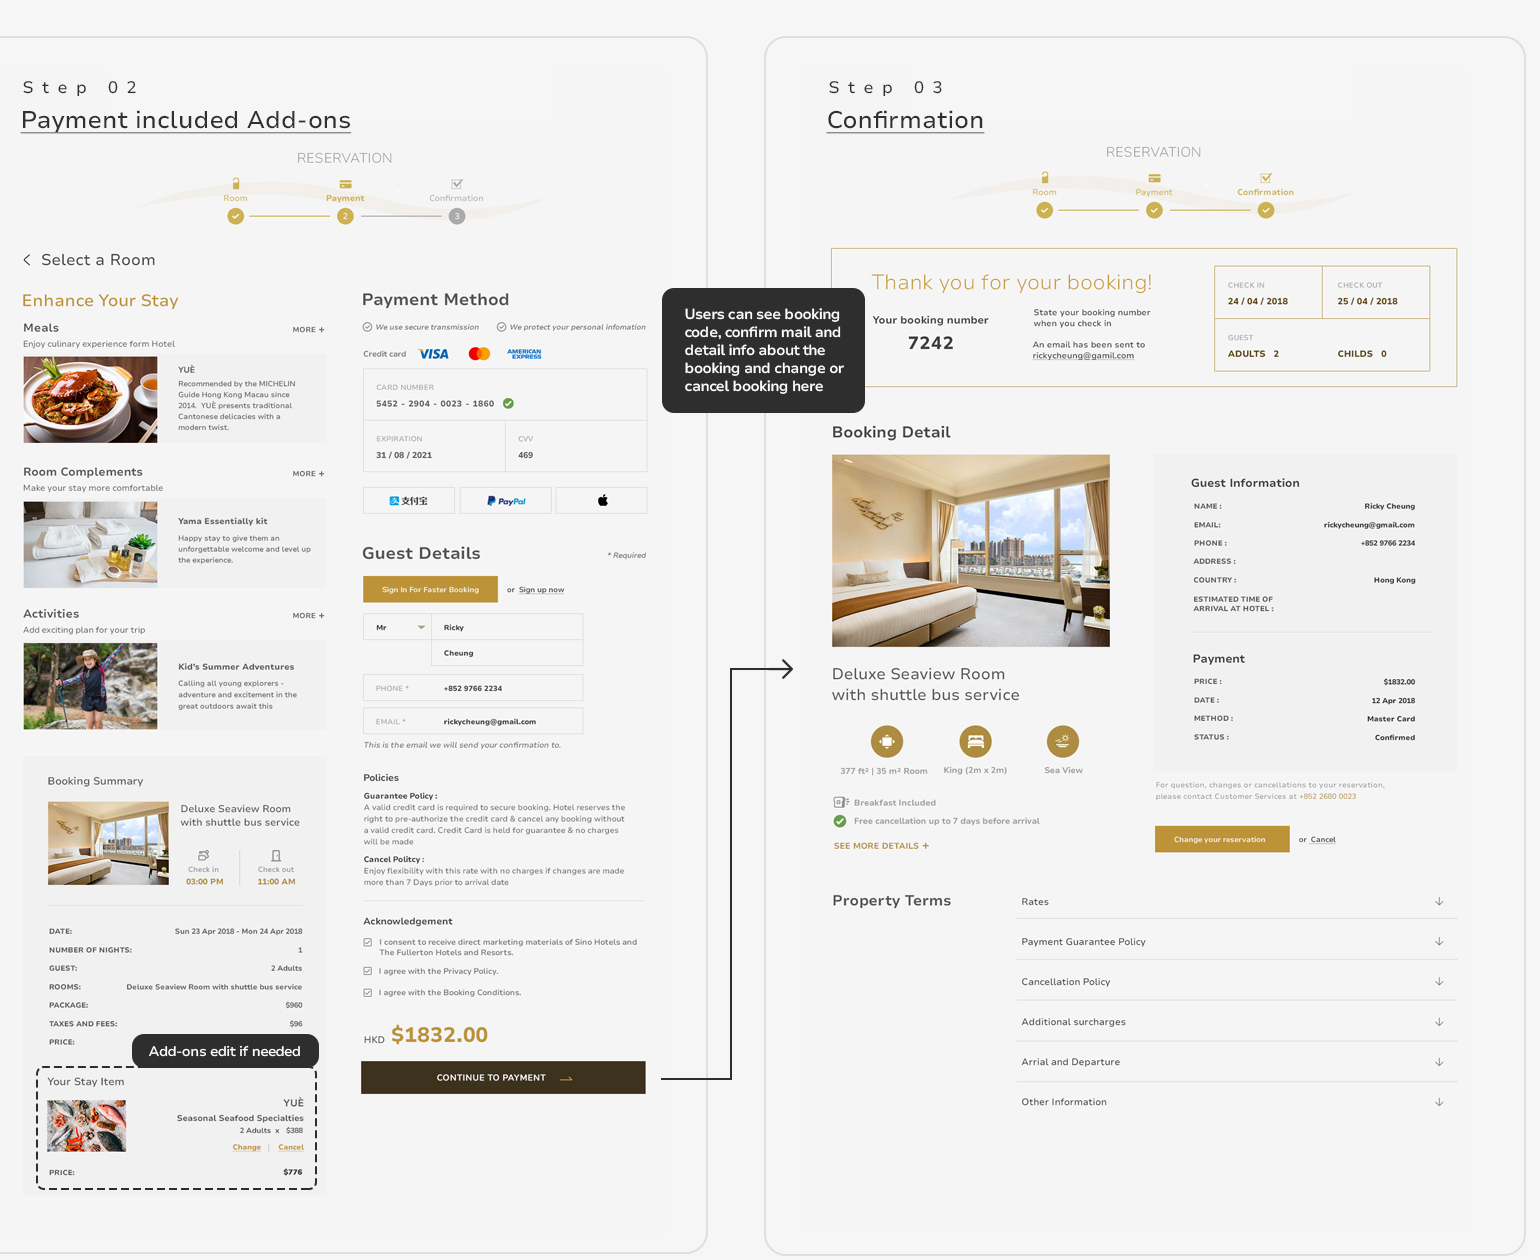 Step 02
Payment included Add-ons
RESERVATION
Room
Payment
Confirmation
2
3
Select a Room
Enhance Your Stay
Meals
MORE +
Enjoy culinary experience form Hotel
YUÈ
Recommended by the MICHELIN
Guide Hong Kong Macau since
2014. YUÈ presents traditional
Cantonese delicacies with a
modern twist.
Room Complements
MORE +
Make your stay more comfortable
Yama Essentially kit
Happy stay to give them an
unforgettable welcome and level up
the experience.
Activities
MORE +
Add exciting plan for your trip
Kid's Summer Adventures
Calling all young explorers -
adventure and excitement in the
great outdoors await this
Booking Summary
Deluxe Seaview Room
with shuttle bus service
Check in
03:00 PM
Check out
11:00 AM
DATE: Sun 23 Apr 2018 - Mon 24 Apr 2018
NUMBER OF NIGHTS: 1
GUEST: 2 Adults
ROOMS: Deluxe Seaview Room with shuttle bus service
PACKAGE: $960
TAXES AND FEES: $96
PRICE:
Add-ons edit if needed
Your Stay Item
YUÈ
Seasonal Seafood Specialties
2 Adults x $388
Change | Cancel
PRICE: $776
Payment Method
We use secure transmission
We protect your personal infomation
Credit card VISA AMERICAN EXPRESS
CARD NUMBER
5452 - 2904 - 0023 - 1860
EXPIRATION
31 / 08 / 2021
CVV
469
支 支付宝
PayPal
Guest Details
* Required
Sign In For Faster Booking
or Sign up now
Mr
Ricky
Cheung
PHONE * +852 9766 2234
EMAIL * rickycheung@gmail.com
This is the email we will send your confirmation to.
Policies
Guarantee Policy :
A valid credit card is required to secure booking. Hotel reserves the
right to pre-authorize the credit card & cancel any booking without
a valid credit card. Credit Card is held for guarantee & no charges
will be made
Cancel Politcy :
Enjoy flexibility with this rate with no charges if changes are made
more than 7 Days prior to arrival date
Acknowledgement
I consent to receive direct marketing materials of Sino Hotels and
The Fullerton Hotels and Resorts.
I agree with the Privacy Policy.
I agree with the Booking Conditions.
HKD $1832.00
CONTINUE TO PAYMENT
Step 03
Confirmation
RESERVATION
Room
Payment
Confirmation
Users can see booking
code, confirm mail and
detail info about the
booking and change or
cancel booking here
Thank you for your booking!
Your booking number
7242
State your booking number
when you check in
An email has been sent to
rickycheung@gamil.com
CHECK IN
24 / 04 / 2018
CHECK OUT
25 / 04 / 2018
GUEST
ADULTS 2
CHILDS 0
Booking Detail
Deluxe Seaview Room
with shuttle bus service
377 ft² | 35 m² Room
King (2m x 2m)
Sea View
Breakfast Included
Free cancellation up to 7 days before arrival
SEE MORE DETAILS +
Guest Information
NAME : Ricky Cheung
EMAIL: rickycheung@gmail.com
PHONE : +852 9766 2234
ADDRESS :
COUNTRY : Hong Kong
ESTIMATED TIME OF
ARRIVAL AT HOTEL :
Payment
PRICE : $1832.00
DATE : 12 Apr 2018
METHOD : Master Card
STATUS : Confirmed
For question, changes or cancellations to your reservation,
please contact Customer Services at +852 2680 0023
Change your reservation
or Cancel
Property Terms
Rates
Payment Guarantee Policy
Cancellation Policy
Additional surcharges
Arrial and Departure
Other Information